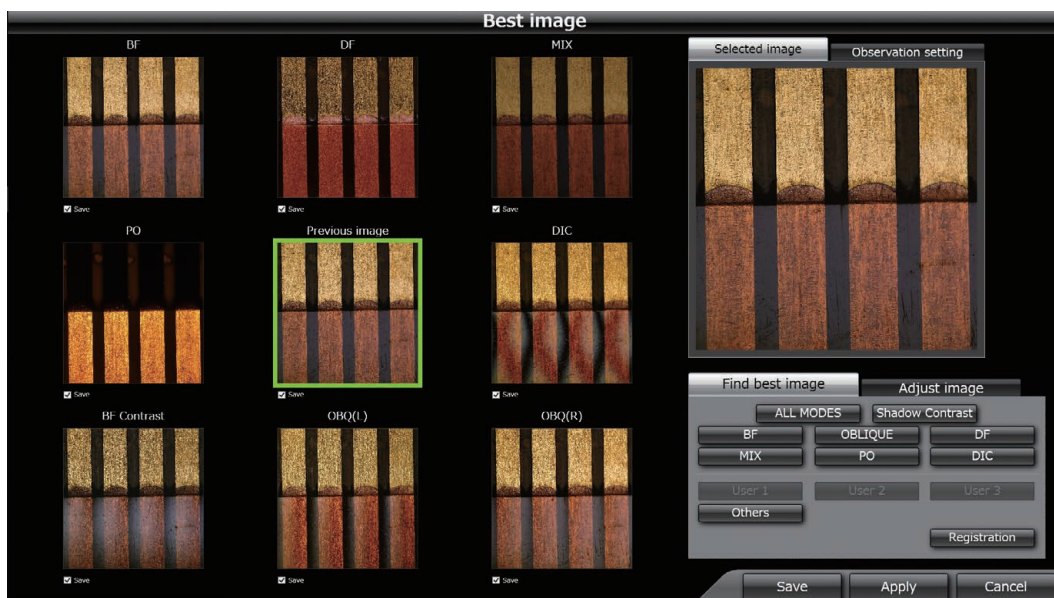 Best image
BF
DF
MIX
Save
Save
Save
PO
Previous image
DIC
Save
Save
Save
BF Contrast
OBQ(L)
OBQ(R)
Save
Save
Save
Selected image
Observation setting
Find best image
Adjust image
ALL MODES
Shadow Contrast
BF
OBLIQUE
DF
MIX
PO
DIC
User 1
User 2
User 3
Others
Registration
Save
Apply
Cancel